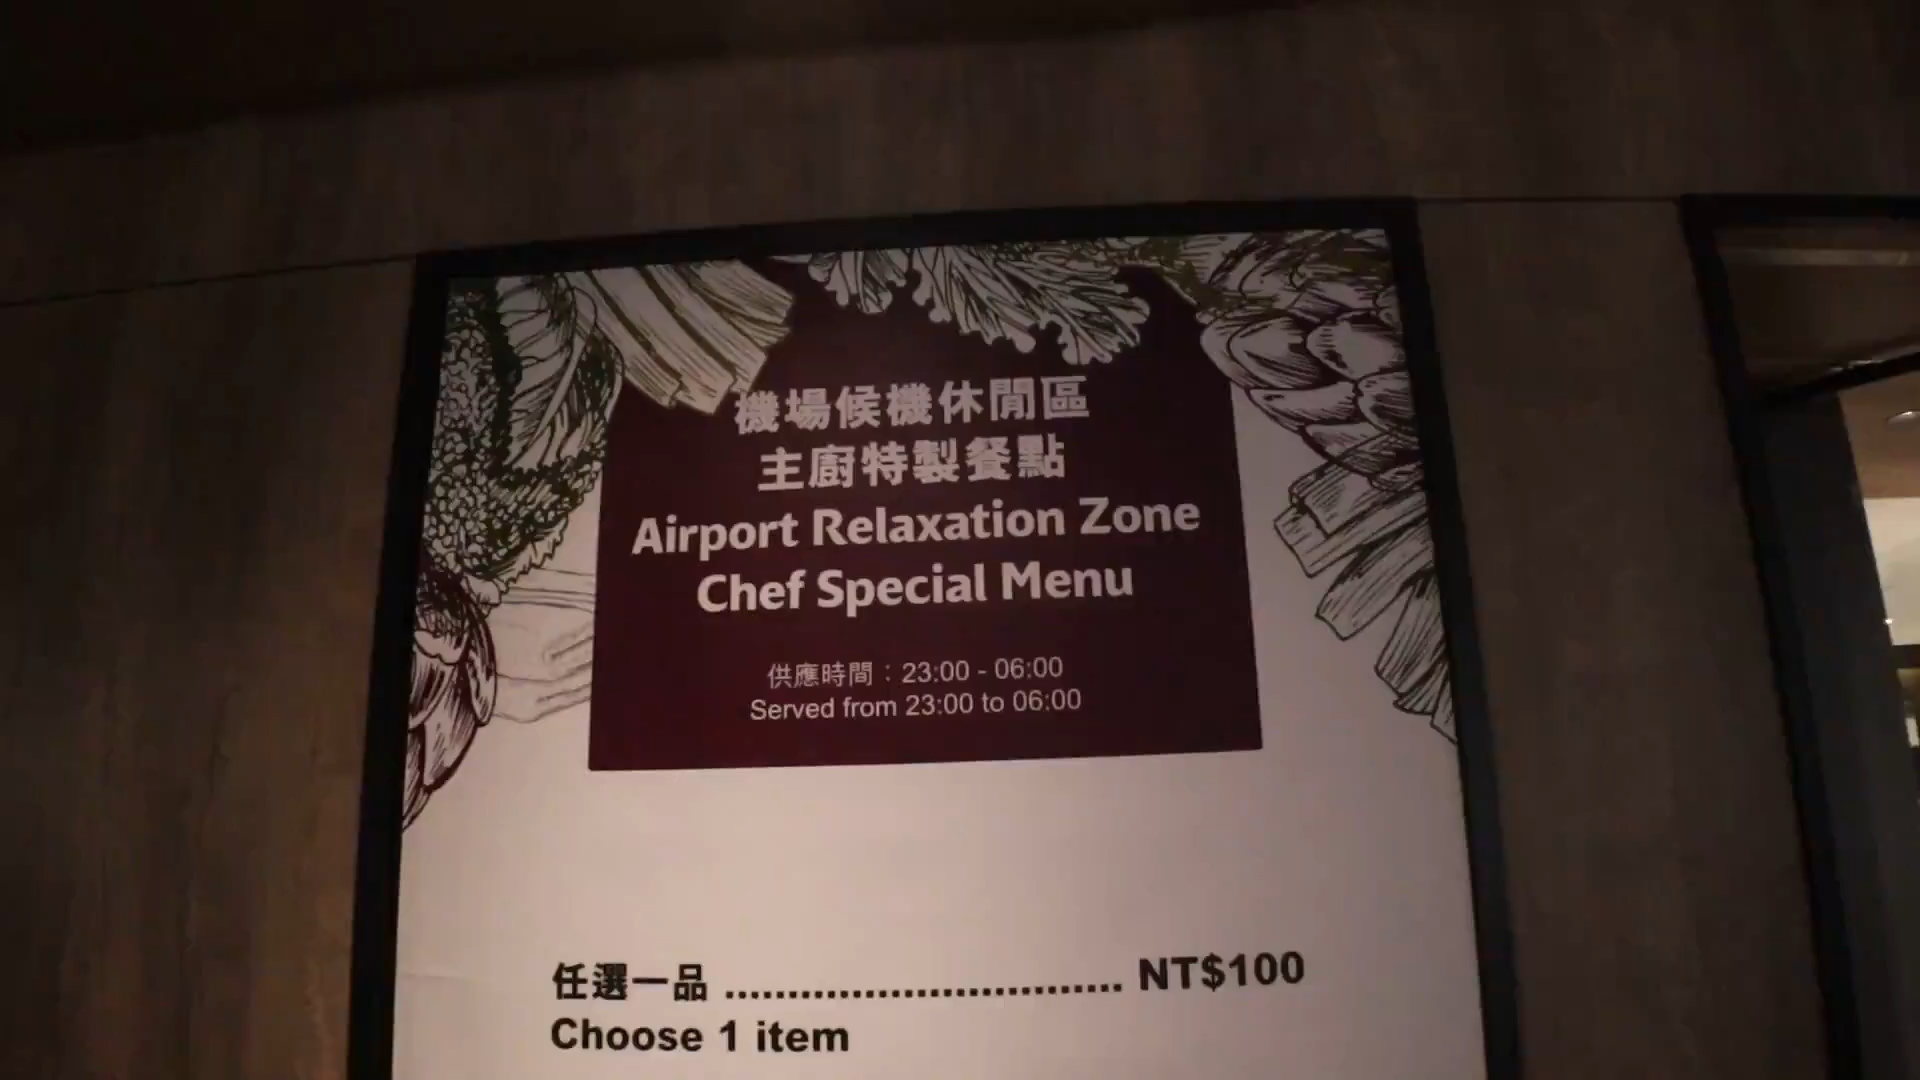 機場候機休閒區
主廚特製餐點
Airport Relaxation Zone
Chef Special Menu
供應時間：23:00 - 06:00
Served from 23:00 to 06:00
任選一品 ................................ NT$100
Choose 1 item